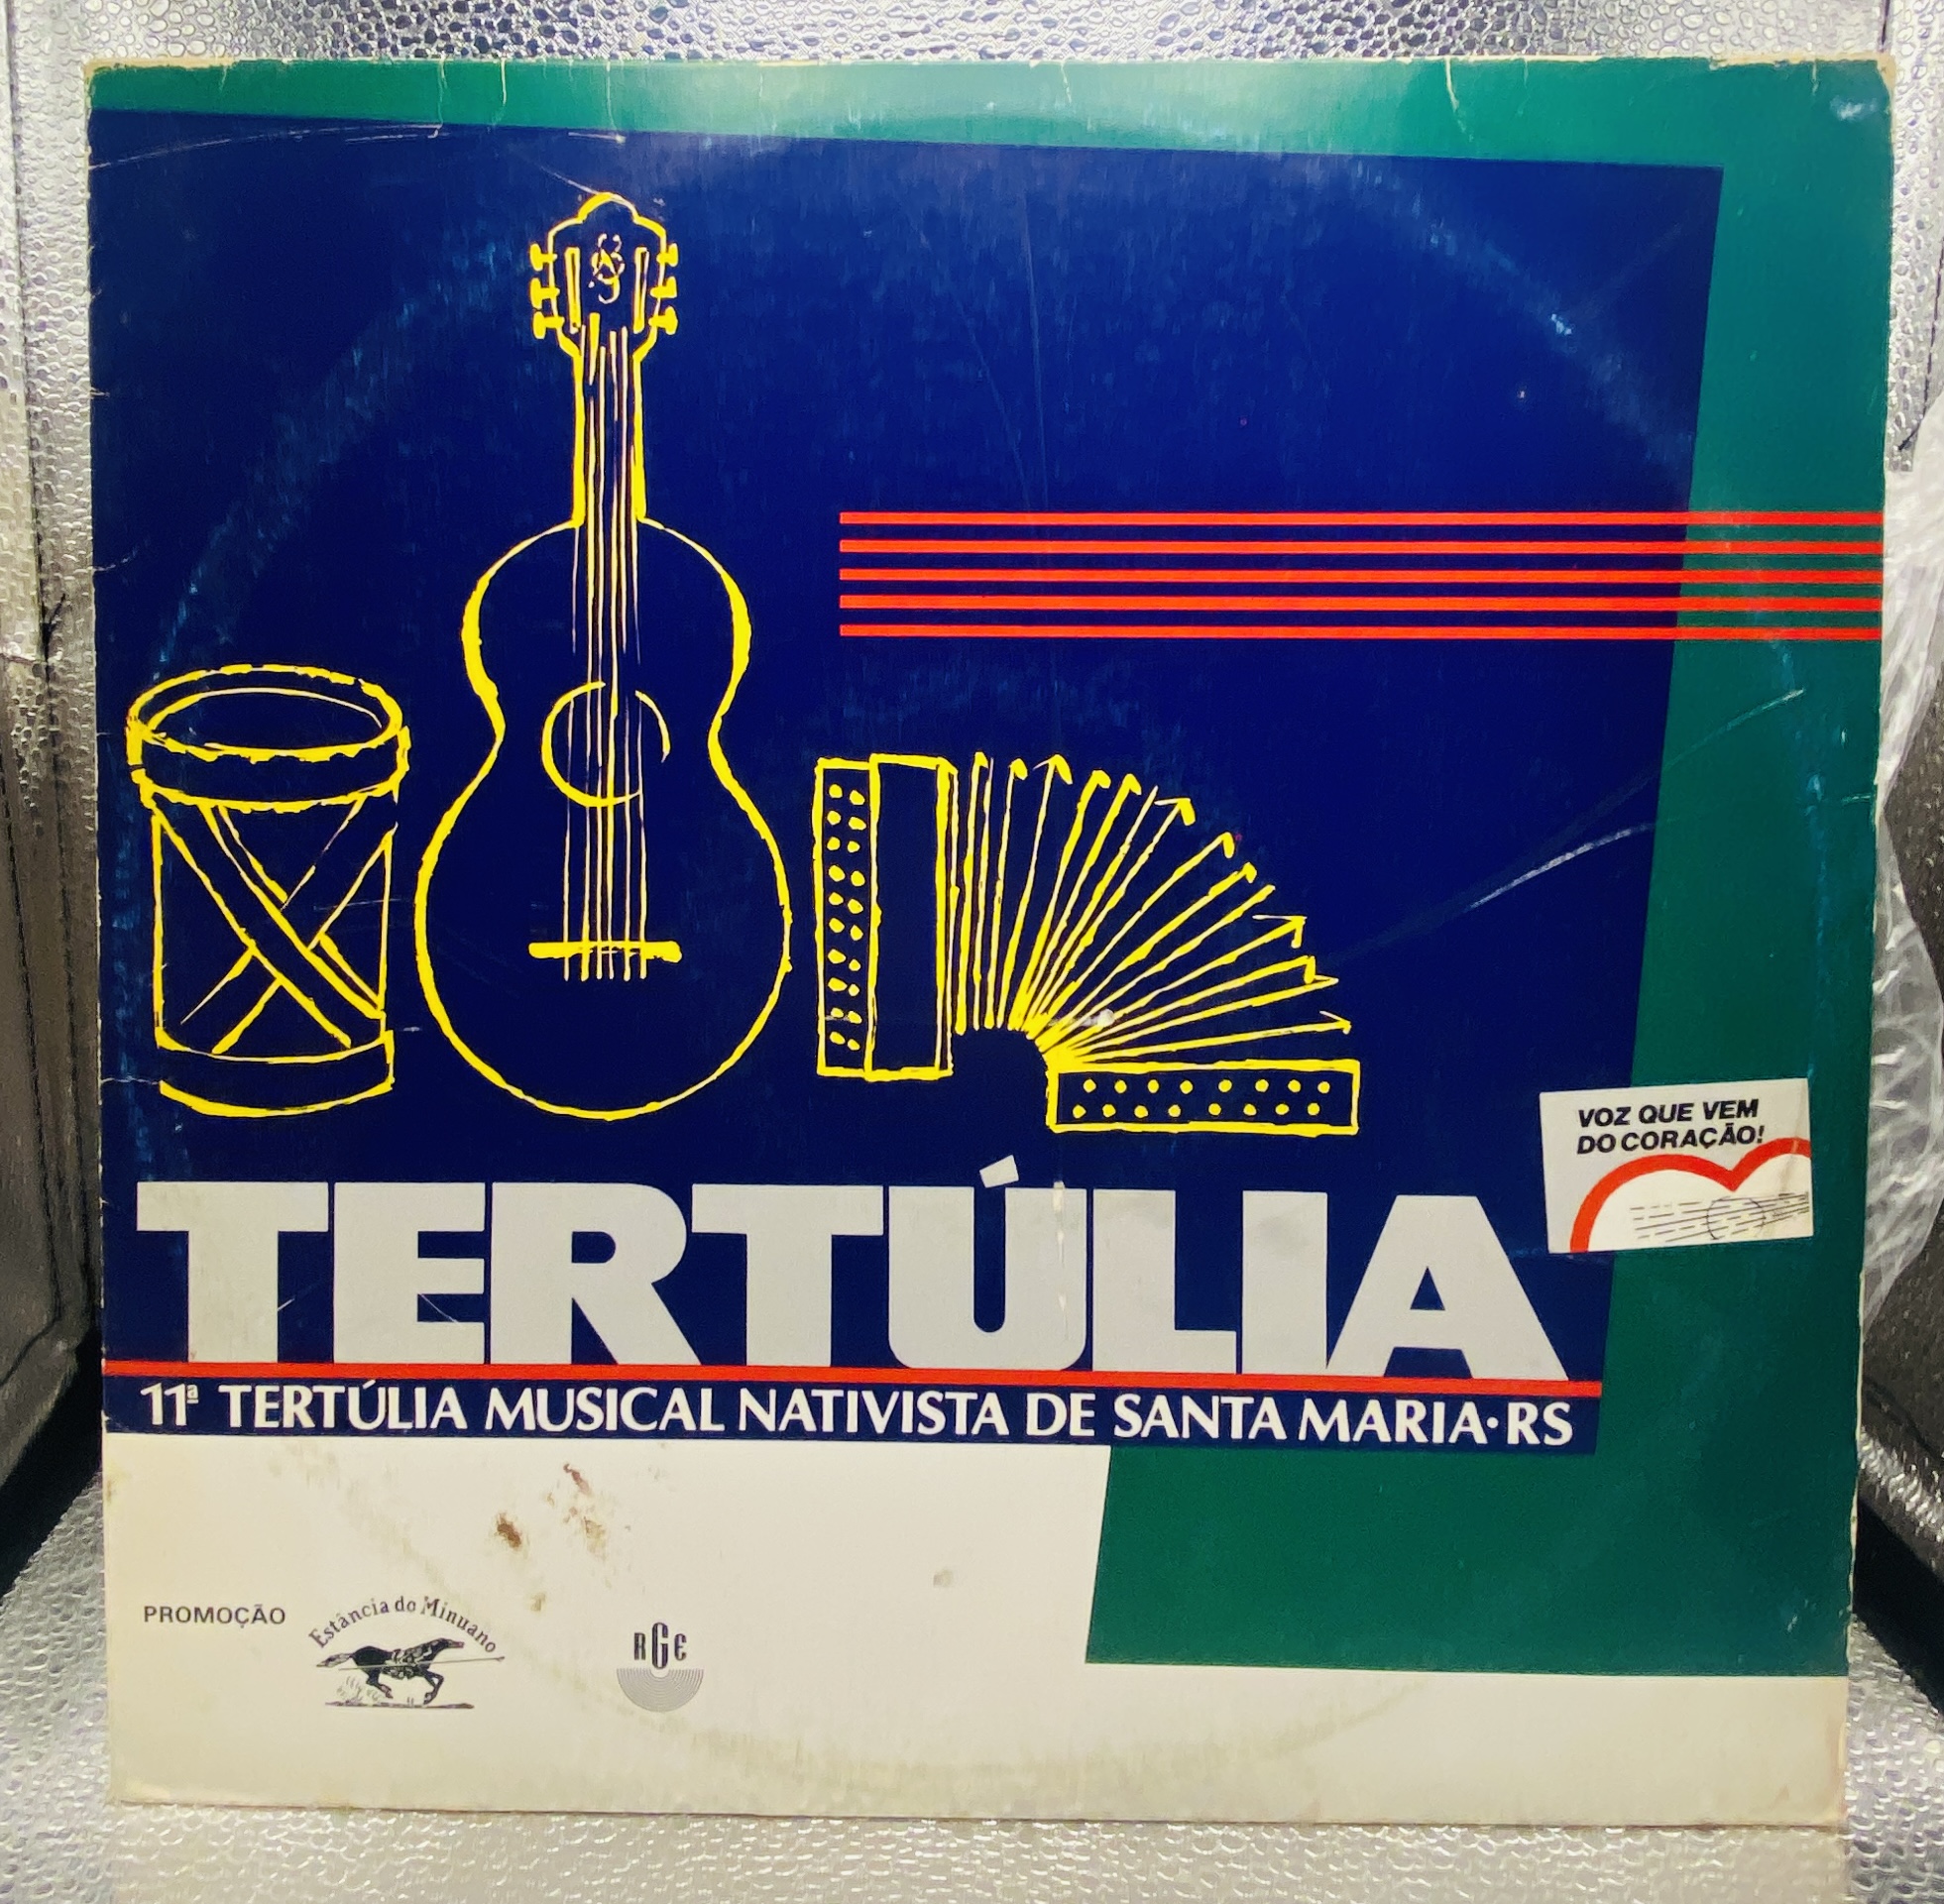 VOZ QUE VEM
DO CORAÇÃO!
TERTÚLIA
11ª TERTÚLIA MUSICAL NATIVISTA DE SANTA MARIA•RS
PROMOÇÃO
Estância do Minuano
RGE